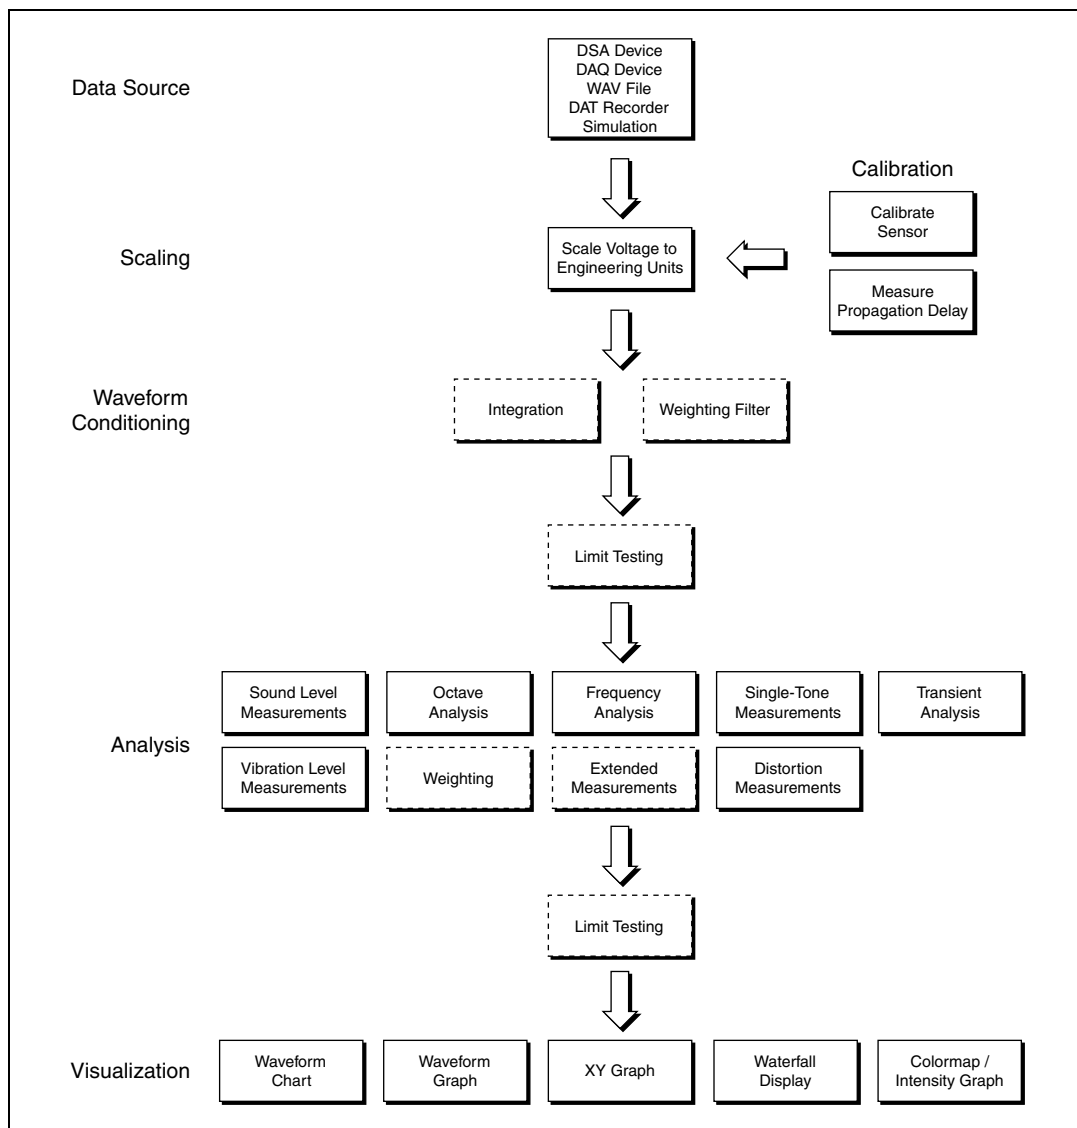 Data Source
DSA Device
DAQ Device
WAV File
DAT Recorder
Simulation
Calibration
Calibrate
Sensor
Scaling
Scale Voltage to
Engineering Units
Measure
Propagation Delay
Waveform
Conditioning
Integration
Weighting Filter
Limit Testing
Analysis
Sound Level
Measurements
Octave
Analysis
Frequency
Analysis
Single-Tone
Measurements
Transient
Analysis
Vibration Level
Measurements
Weighting
Extended
Measurements
Distortion
Measurements
Limit Testing
Visualization
Waveform
Chart
Waveform
Graph
XY Graph
Waterfall
Display
Colormap /
Intensity Graph